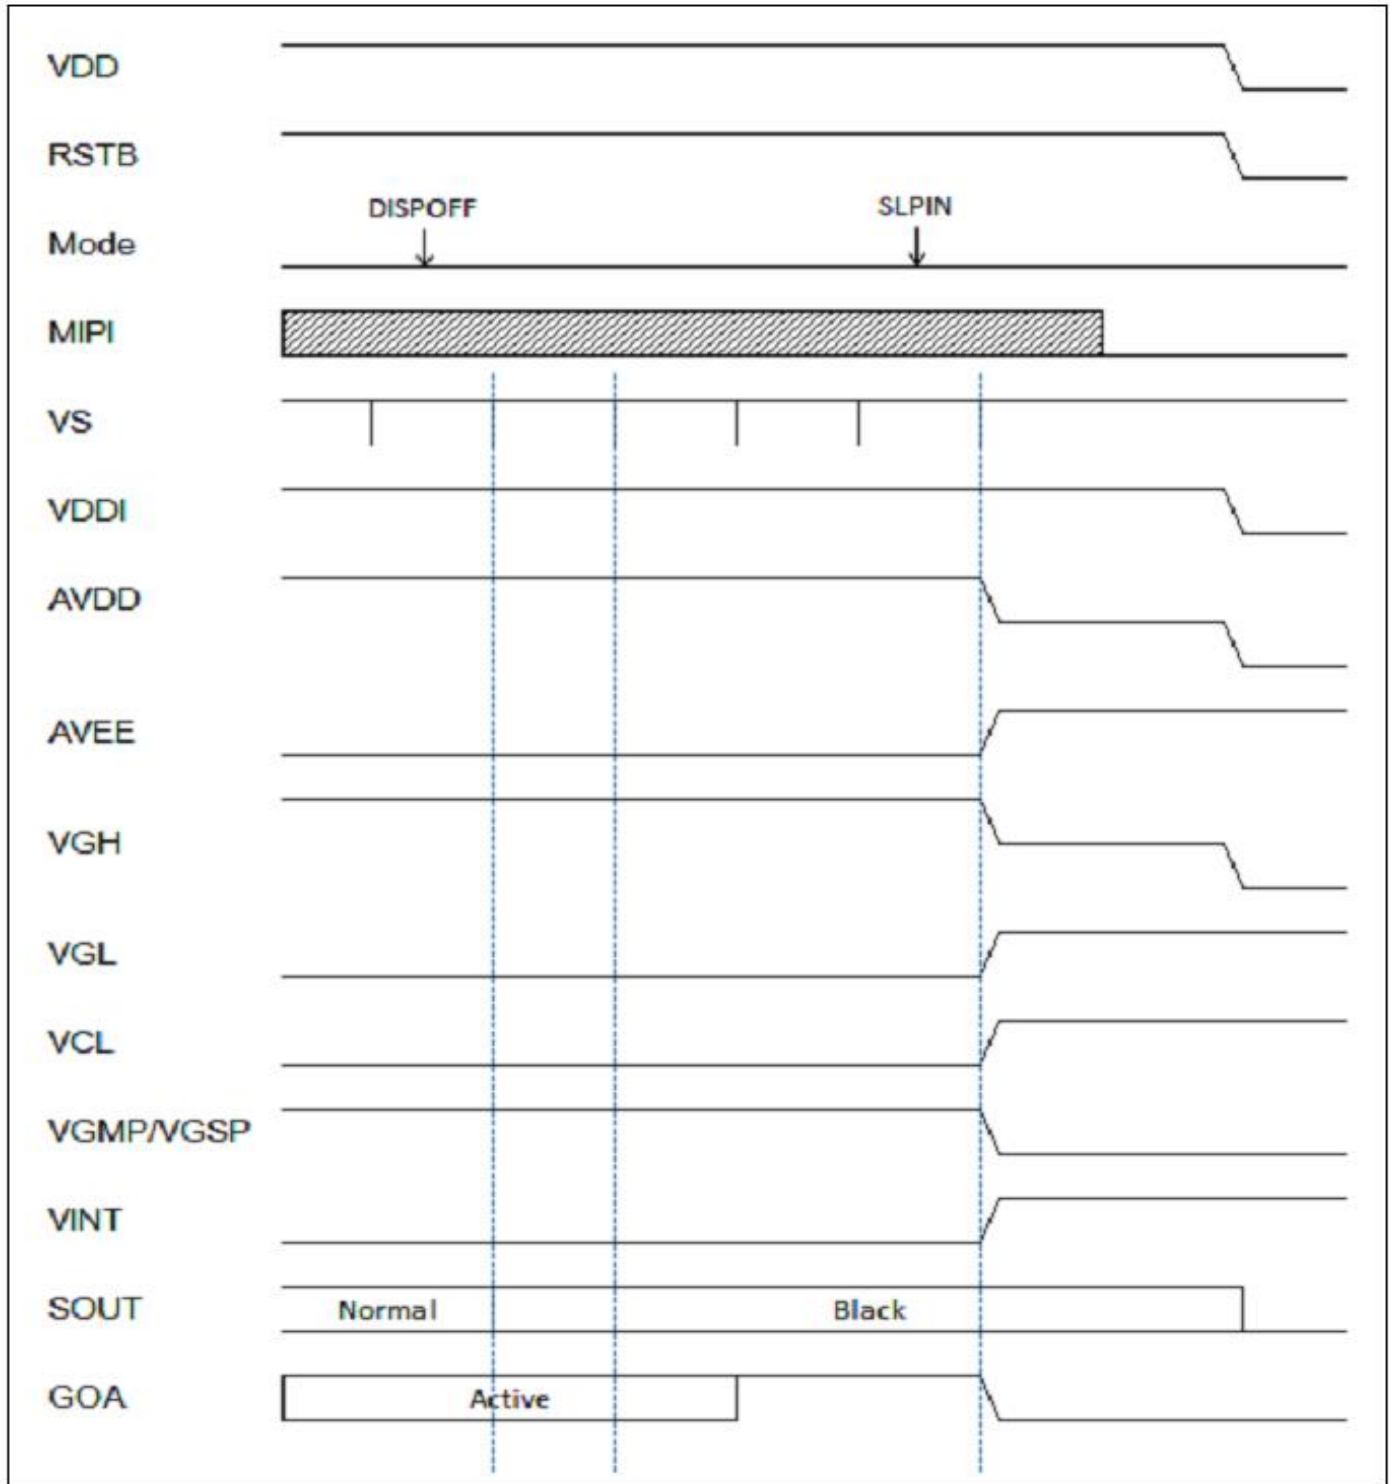 VDD
RSTB
DISPOFF SLPIN
Mode
MIPI
VS
VDDI
AVDD
AVEE
VGH
VGL
VCL
VGMP/VGSP
VINT
SOUT Normal Black
GOA Active